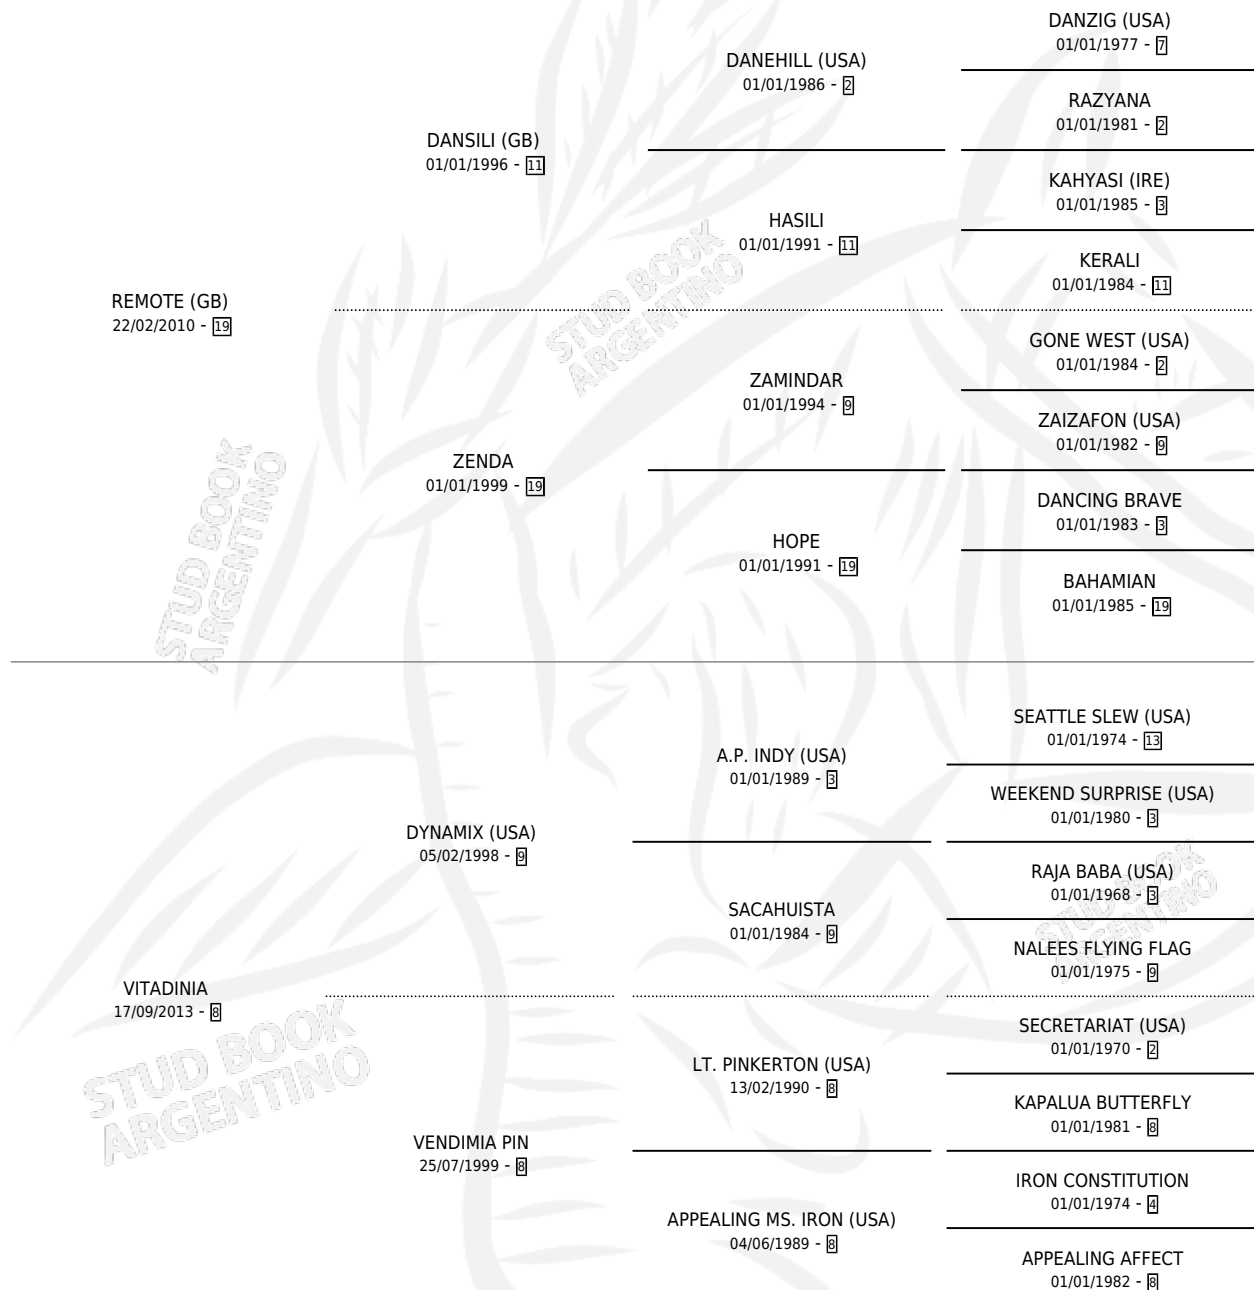 DANZIG (USA)
01/01/1977 - 7
DANEHILL (USA)
01/01/1986 - 2
RAZYANA
01/01/1981 - 2
DANSILI (GB)
01/01/1996 - 11
KAHYASI (IRE)
01/01/1985 - 3
HASILI
01/01/1991 - 11
KERALI
01/01/1984 - 11
REMOTE (GB)
22/02/2010 - 19
GONE WEST (USA)
01/01/1984 - 2
ZAMINDAR
01/01/1994 - 9
ZAIZAFON (USA)
01/01/1982 - 9
ZENDA
01/01/1999 - 19
DANCING BRAVE
01/01/1983 - 3
HOPE
01/01/1991 - 19
BAHAMIAN
01/01/1985 - 19
SEATTLE SLEW (USA)
01/01/1974 - 13
A.P. INDY (USA)
01/01/1989 - 3
WEEKEND SURPRISE (USA)
01/01/1980 - 3
DYNAMIX (USA)
05/02/1998 - 9
RAJA BABA (USA)
01/01/1968 - 3
SACAHUISTA
01/01/1984 - 9
NALEES FLYING FLAG
01/01/1975 - 9
VITADINIA
17/09/2013 - 8
SECRETARIAT (USA)
01/01/1970 - 2
LT. PINKERTON (USA)
13/02/1990 - 8
KAPALUA BUTTERFLY
01/01/1981 - 8
VENDIMIA PIN
25/07/1999 - 8
IRON CONSTITUTION
01/01/1974 - 4
APPEALING MS. IRON (USA)
04/06/1989 - 8
APPEALING AFFECT
01/01/1982 - 8
STUD BOOK
ARGENTINO
STUD BOOK
ARGENTINO
STUD BOOK
ARGENTINO
STUD BOOK
ARGENTINO